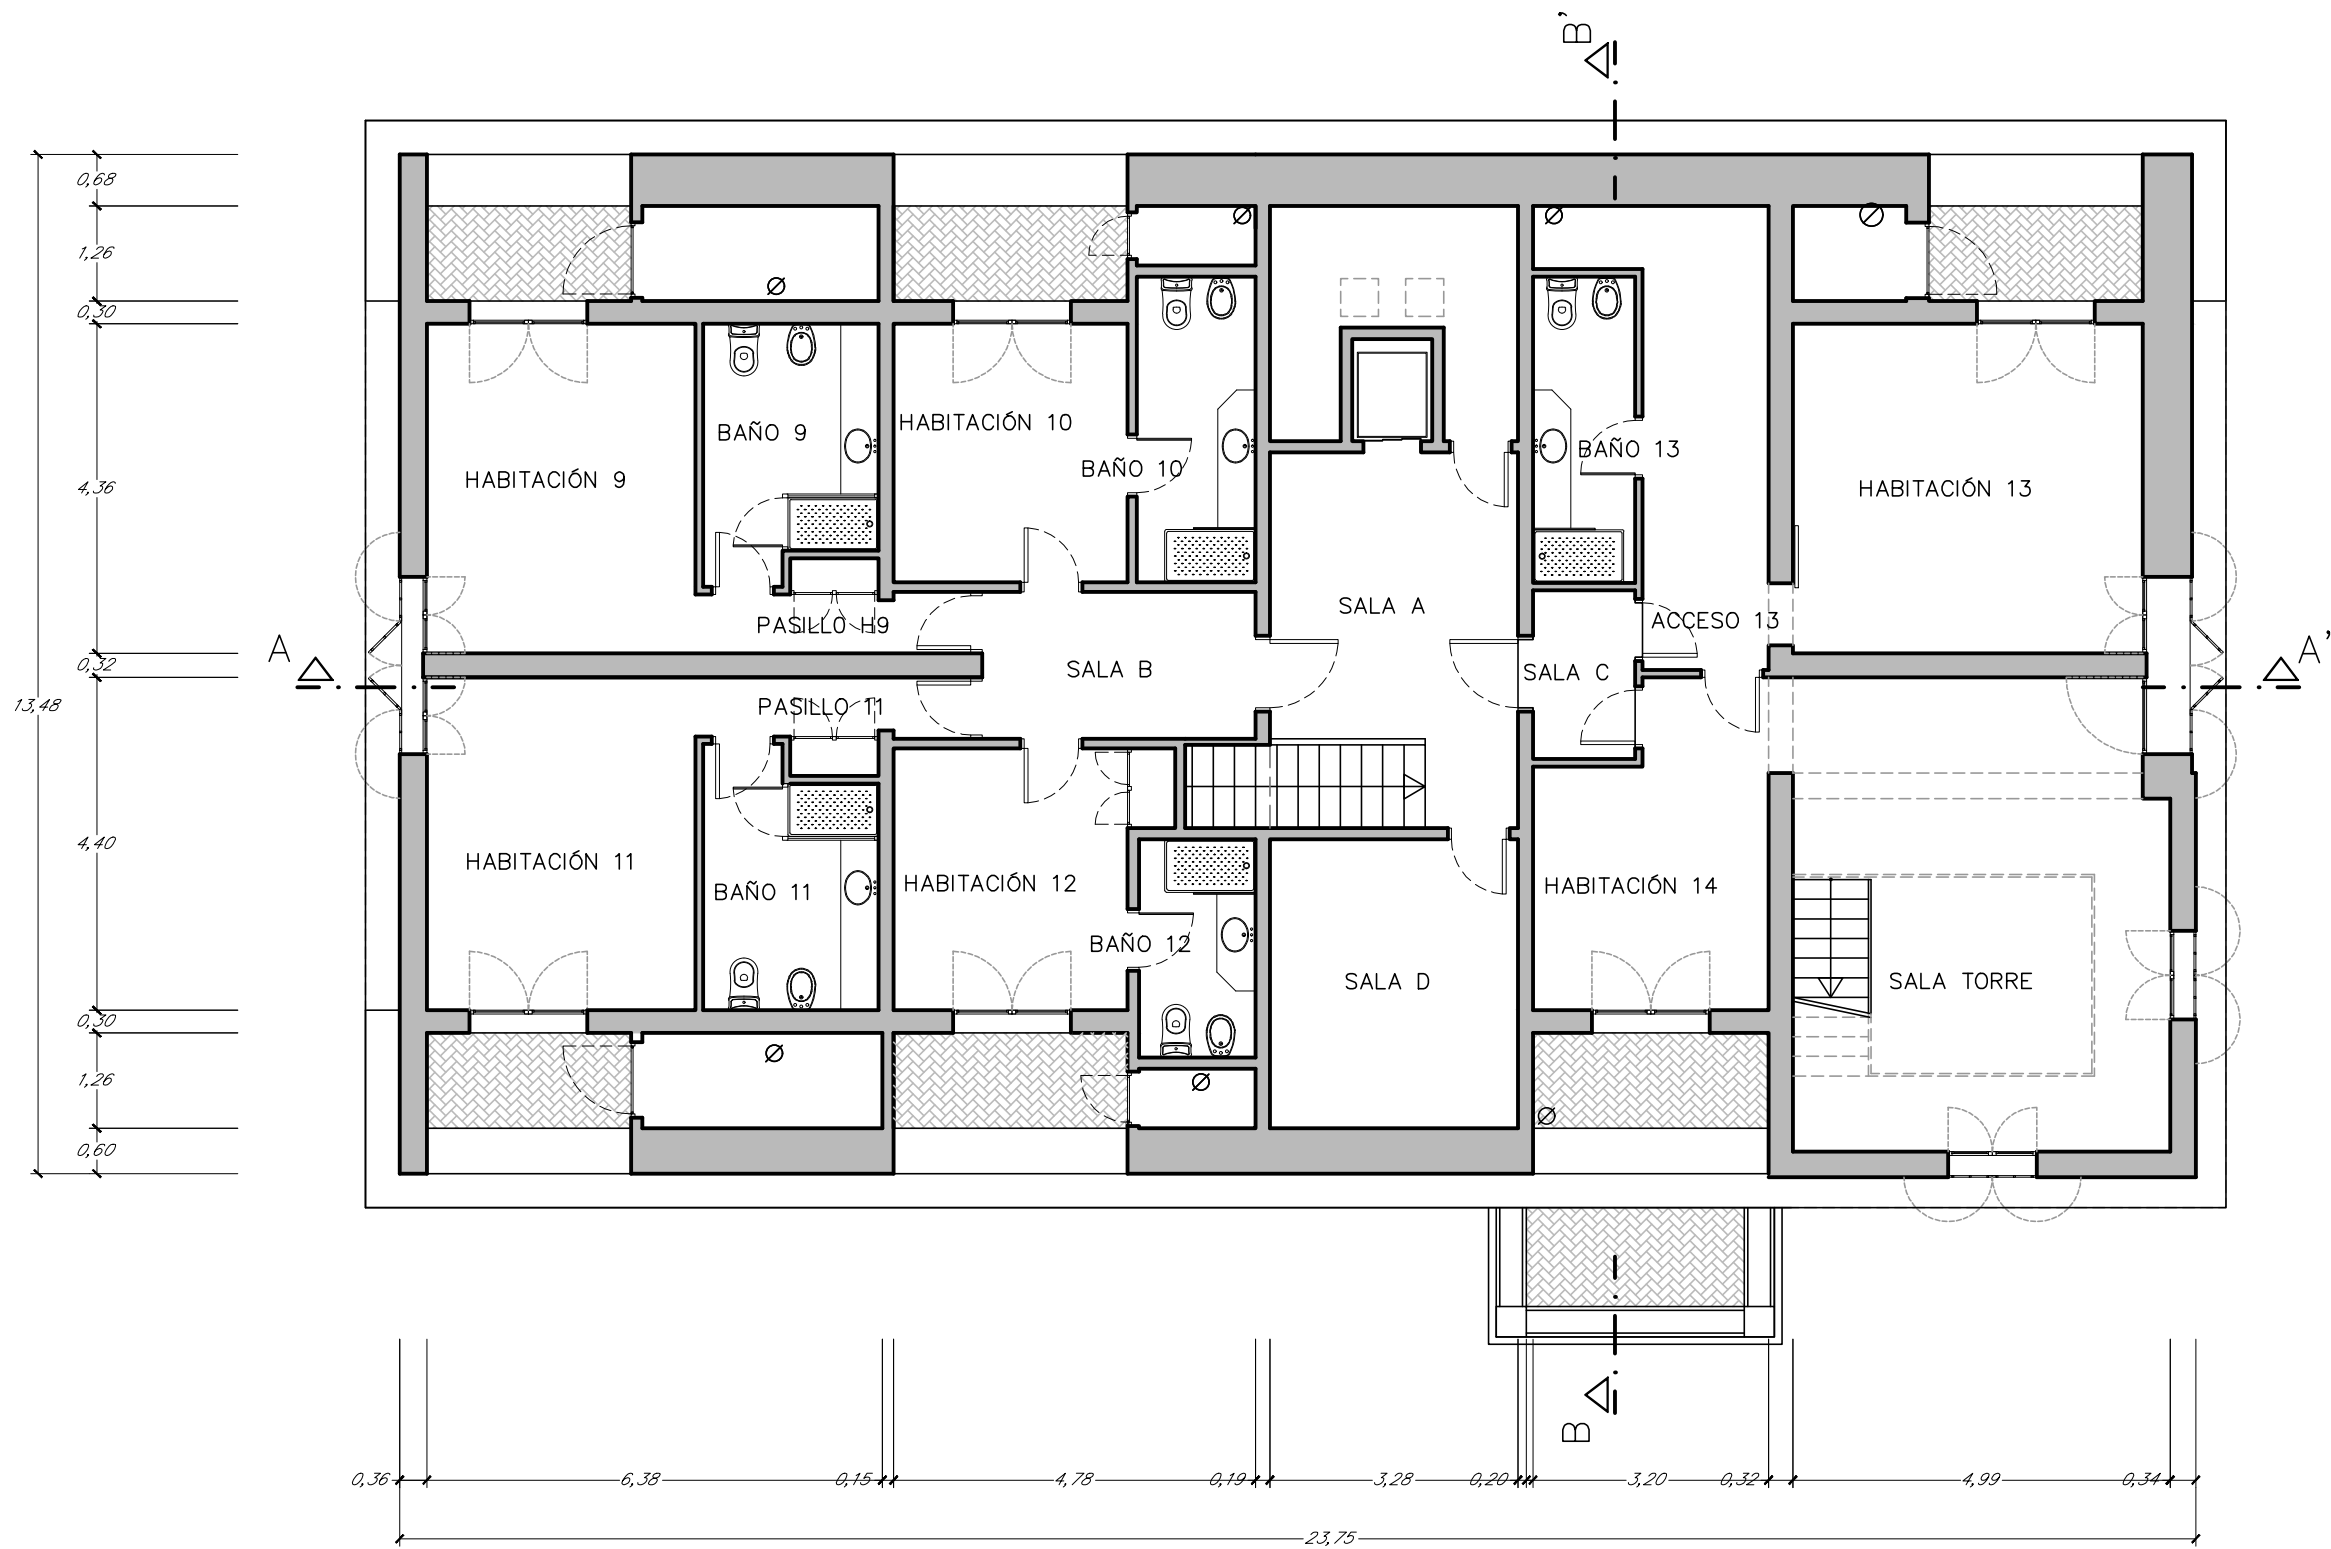 B'
0,68
1,26
0,30
4,36
0,32
13,48
4,40
0,30
1,26
0,60
HABITACIÓN 9
BAÑO 9
HABITACIÓN 10
BAÑO 10
BAÑO 13
HABITACIÓN 13
SALA A
PASILLO H9
ACCESO 13
A
A'
SALA B
SALA C
PASILLO 11
HABITACIÓN 11
BAÑO 11
HABITACIÓN 12
HABITACIÓN 14
BAÑO 12
SALA D
SALA TORRE
B
0,36
6,38
0,15
4,78
0,19
3,28
0,20
3,20
0,32
4,99
0,34
23,75